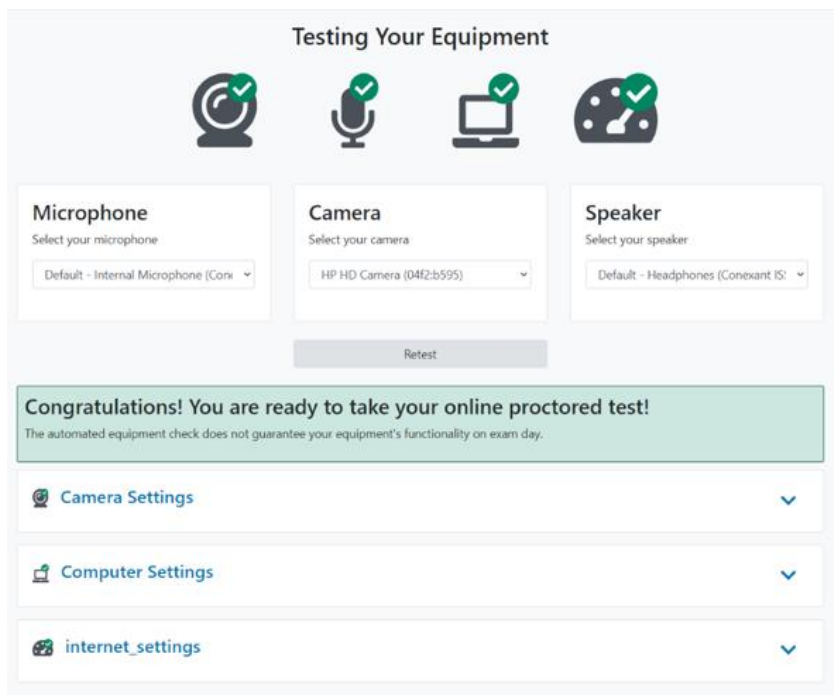 Testing Your Equipment
Microphone
Select your microphone
Default - Internal Microphone (Cone
Camera
Select your camera
HP HD Camera (04f2:b595)
Speaker
Select your speaker
Default - Headphones (Conexant IS:
Retest
Congratulations! You are ready to take your online proctored test!
The automated equipment check does not guarantee your equipment's functionality on exam day.
Camera Settings
Computer Settings
internet_settings